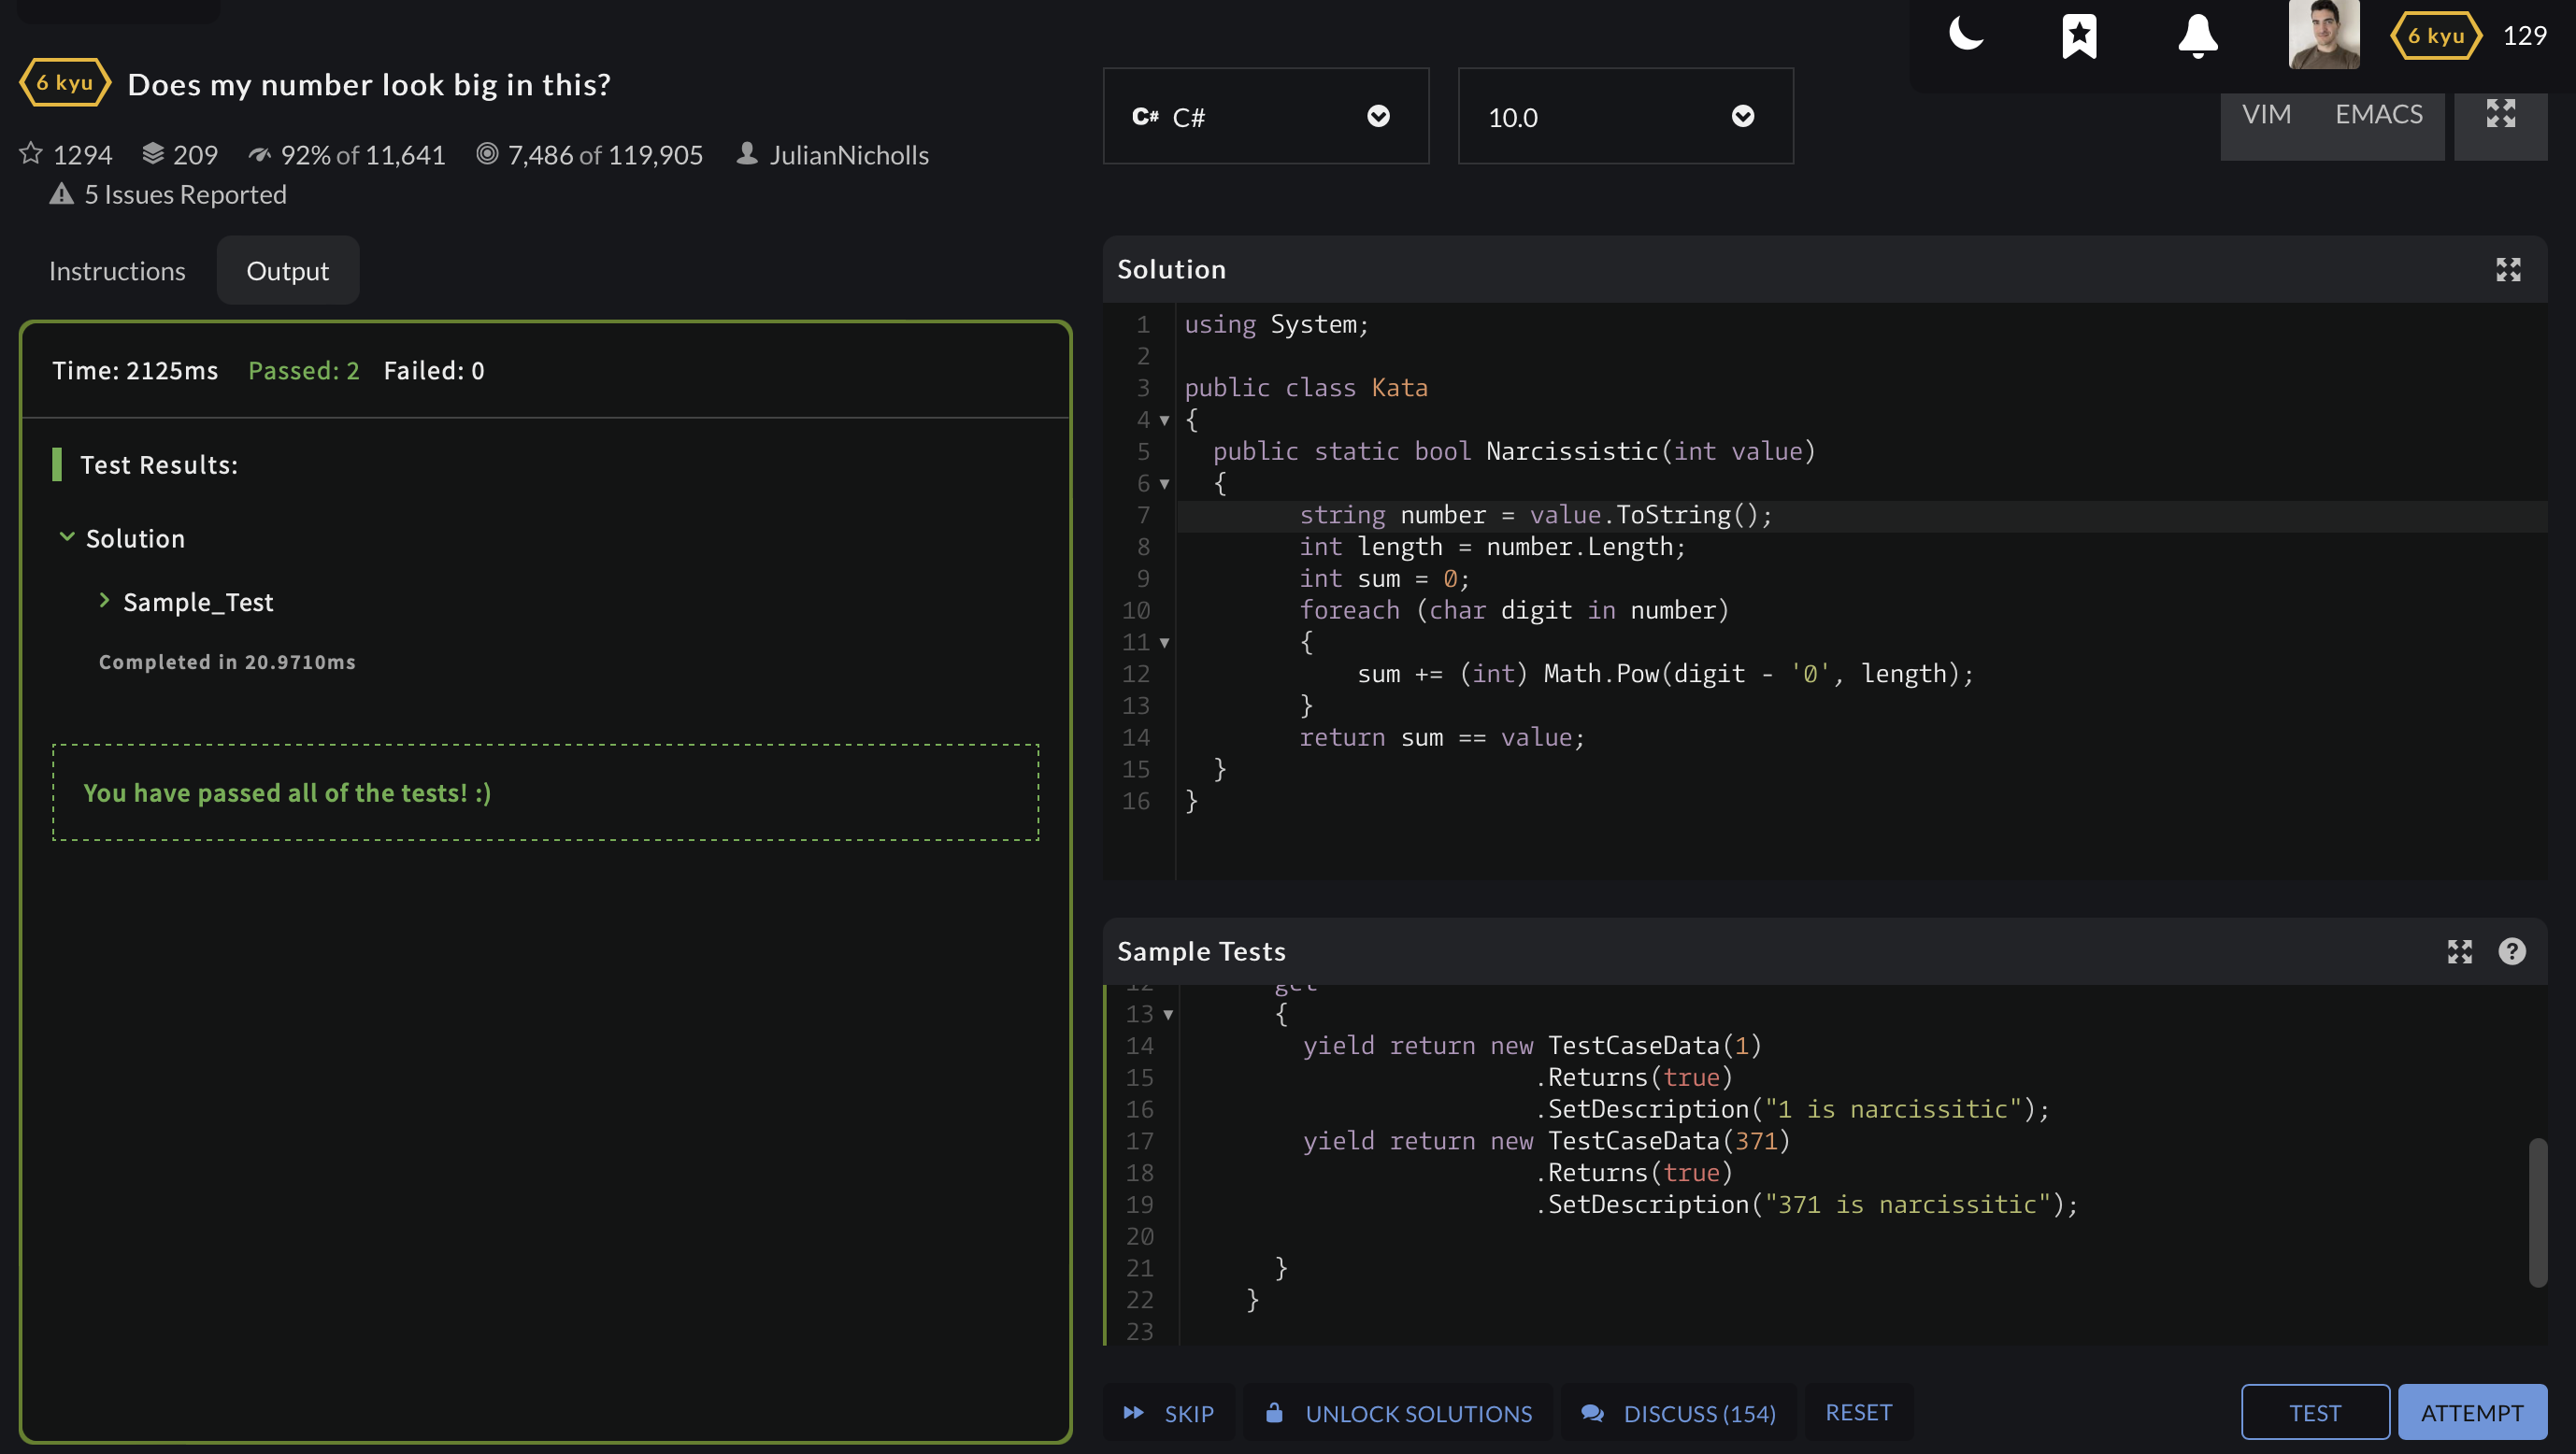 6 kyu Does my number look big in this?
1294 209 92% of 11,641 7,486 of 119,905 JulianNicholls
5 Issues Reported
C# C#
10.0
6 kyu 129
VIM EMACS
Instructions Output
Time: 2125ms Passed: 2 Failed: 0
Test Results:
Solution
Sample_Test
Completed in 20.9710ms
You have passed all of the tests! :)
Solution
1 using System;
2
3 public class Kata
4 {
5 public static bool Narcissistic(int value)
6 {
7 string number = value.ToString();
8 int length = number.Length;
9 int sum = 0;
10 foreach (char digit in number)
11 {
12 sum += (int) Math.Pow(digit - '0', length);
13 }
14 return sum == value;
15 }
16 }
Sample Tests
12 get
13 {
14 yield return new TestCaseData(1)
15 .Returns(true)
16 .SetDescription("1 is narcissitic");
17 yield return new TestCaseData(371)
18 .Returns(true)
19 .SetDescription("371 is narcissitic");
20
21 }
22 }
23
SKIP UNLOCK SOLUTIONS DISCUSS (154) RESET TEST ATTEMPT